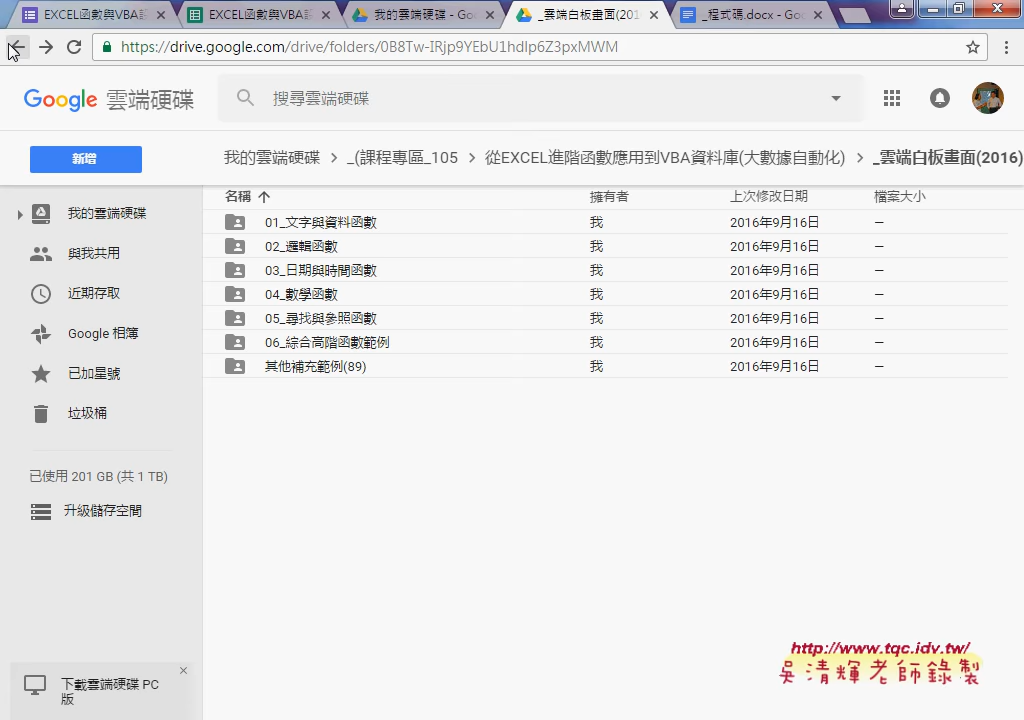 EXCEL函數與VBA課
EXCEL函數與VBA課
我的雲端硬碟 - Goo
_雲端白板畫面(201
_程式碼.docx - Goo
https://drive.google.com/drive/folders/0B8Tw-IRjp9YEbU1hdlp6Z3pxMWM
Google 雲端硬碟
搜尋雲端硬碟
新增
我的雲端硬碟 > _(課程專區_105 > 從EXCEL進階函數應用到VBA資料庫(大數據自動化) > _雲端白板畫面(2016)
名稱 擁有者 上次修改日期 檔案大小
01_文字與資料函數 我 2016年9月16日 —
02_邏輯函數 我 2016年9月16日 —
03_日期與時間函數 我 2016年9月16日 —
04_數學函數 我 2016年9月16日 —
05_尋找與參照函數 我 2016年9月16日 —
06_綜合高階函數範例 我 2016年9月16日 —
其他補充範例(89) 我 2016年9月16日 —
我的雲端硬碟
與我共用
近期存取
Google 相簿
已加星號
垃圾桶
已使用 201 GB (共 1 TB)
升級儲存空間
下載雲端硬碟 PC
版
http://www.tqc.idv.tw/
吳清輝老師錄製